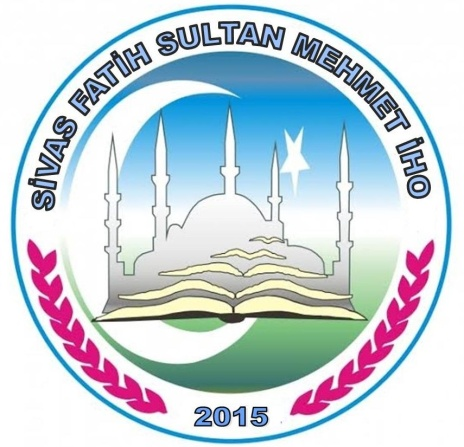 SİVAS FATİH SULTAN MEHMET İHO
2015